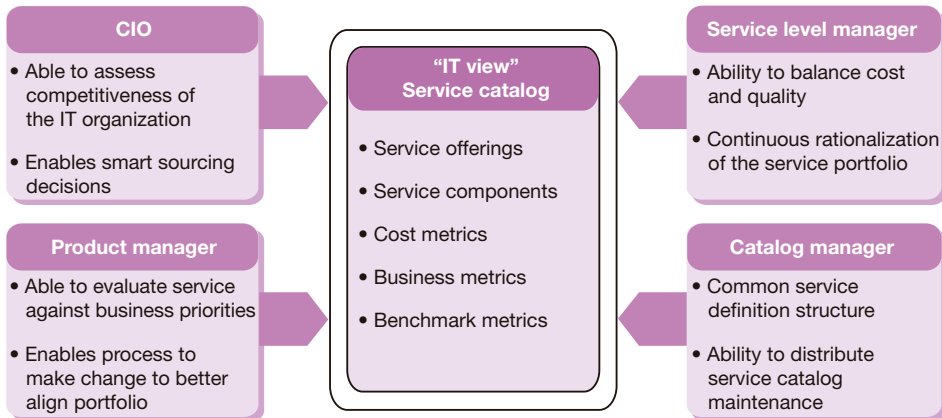 CIO
• Able to assess
competitiveness of
the IT organization
• Enables smart sourcing
decisions
Product manager
• Able to evaluate service
against business priorities
• Enables process to
make change to better
align portfolio
“IT view”
Service catalog
• Service offerings
• Service components
• Cost metrics
• Business metrics
• Benchmark metrics
Service level manager
• Ability to balance cost
and quality
• Continuous rationalization
of the service portfolio
Catalog manager
• Common service
definition structure
• Ability to distribute
service catalog
maintenance